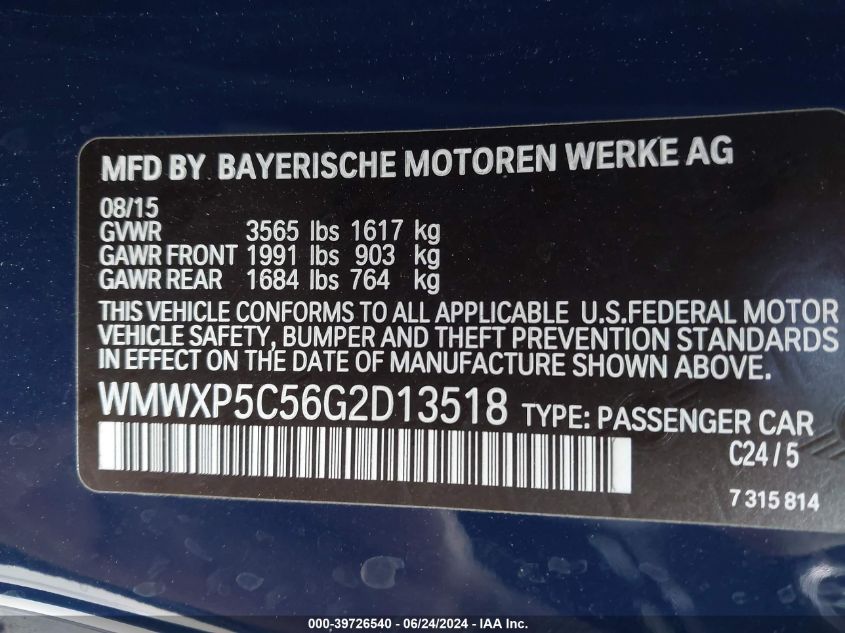 MFD BY BAYERISCHE MOTOREN WERKE AG
08/15
GVWR 3565 lbs 1617 kg
GAWR FRONT 1991 lbs 903 kg
GAWR REAR 1684 lbs 764 kg
THIS VEHICLE CONFORMS TO ALL APPLICABLE U.S.FEDERAL MOTOR
VEHICLE SAFETY, BUMPER AND THEFT PREVENTION STANDARDS
IN EFFECT ON THE DATE OF MANUFACTURE SHOWN ABOVE.
WMWXP5C56G2D13518 TYPE: PASSENGER CAR
C24/5
7 315 814
000-39726540 - 06/24/2024 - IAA Inc.